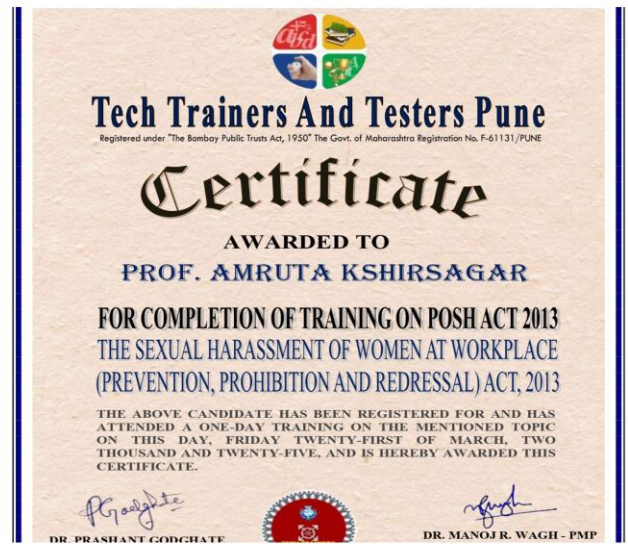 Tech Trainers And Testers Pune
Registered under "The Bombay Public Trusts Act, 1950" The Govt. of Maharashtra Registration No. F-61131/PUNE
Certificate
AWARDED TO
PROF. AMRUTA KSHIRSAGAR
FOR COMPLETION OF TRAINING ON POSH ACT 2013
THE SEXUAL HARASSMENT OF WOMEN AT WORKPLACE
(PREVENTION, PROHIBITION AND REDRESSAL) ACT, 2013
THE ABOVE CANDIDATE HAS BEEN REGISTERED FOR AND HAS
ATTENDED A ONE-DAY TRAINING ON THE MENTIONED TOPIC
ON THIS DAY, FRIDAY TWENTY-FIRST OF MARCH, TWO
THOUSAND AND TWENTY-FIVE, AND IS HEREBY AWARDED THIS
CERTIFICATE.
DR. PRASHANT GODGHATE
DR. MANOJ R. WAGH - PMP